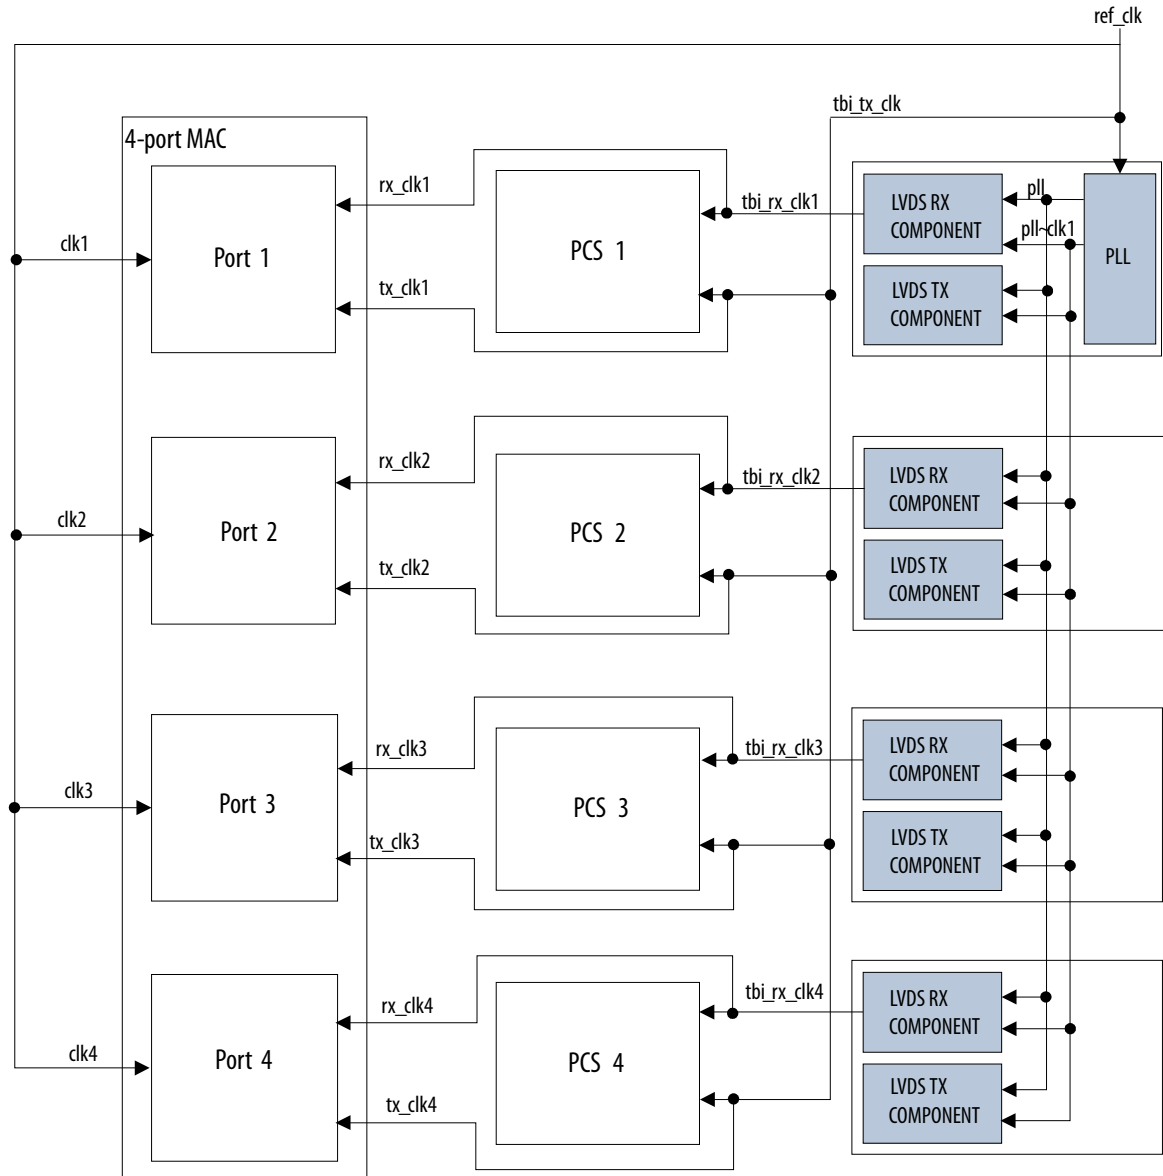 ref_clk
tbi_tx_clk
4-port MAC
rx_clk1
clk1
Port 1
tx_clk1
PCS 1
tbi_rx_clk1
LVDS RX
COMPONENT
LVDS TX
COMPONENT
pll
pll~clk1
PLL
rx_clk2
clk2
Port 2
tx_clk2
PCS 2
tbi_rx_clk2
LVDS RX
COMPONENT
LVDS TX
COMPONENT
rx_clk3
clk3
Port 3
tx_clk3
PCS 3
tbi_rx_clk3
LVDS RX
COMPONENT
LVDS TX
COMPONENT
rx_clk4
clk4
Port 4
tx_clk4
PCS 4
tbi_rx_clk4
LVDS RX
COMPONENT
LVDS TX
COMPONENT